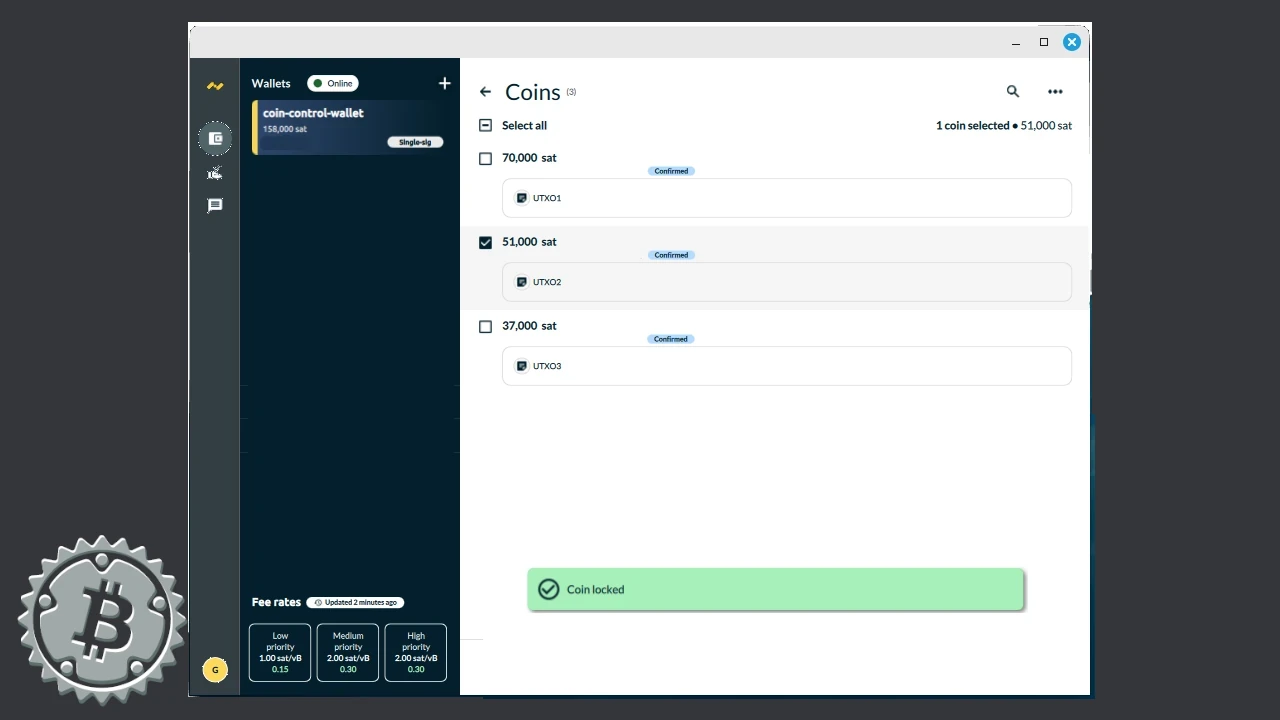 Wallets
Online
coin-control-wallet
158,000 sat
Single-sig
Fee rates
Updated 2 minutes ago
Low priority
1.00 sat/vB
0.15
Medium priority
2.00 sat/vB
0.30
High priority
2.00 sat/vB
0.30
G
Coins (3)
Select all
1 coin selected • 51,000 sat
70,000 sat
Confirmed
UTXO1
51,000 sat
Confirmed
UTXO2
37,000 sat
Confirmed
UTXO3
Coin locked